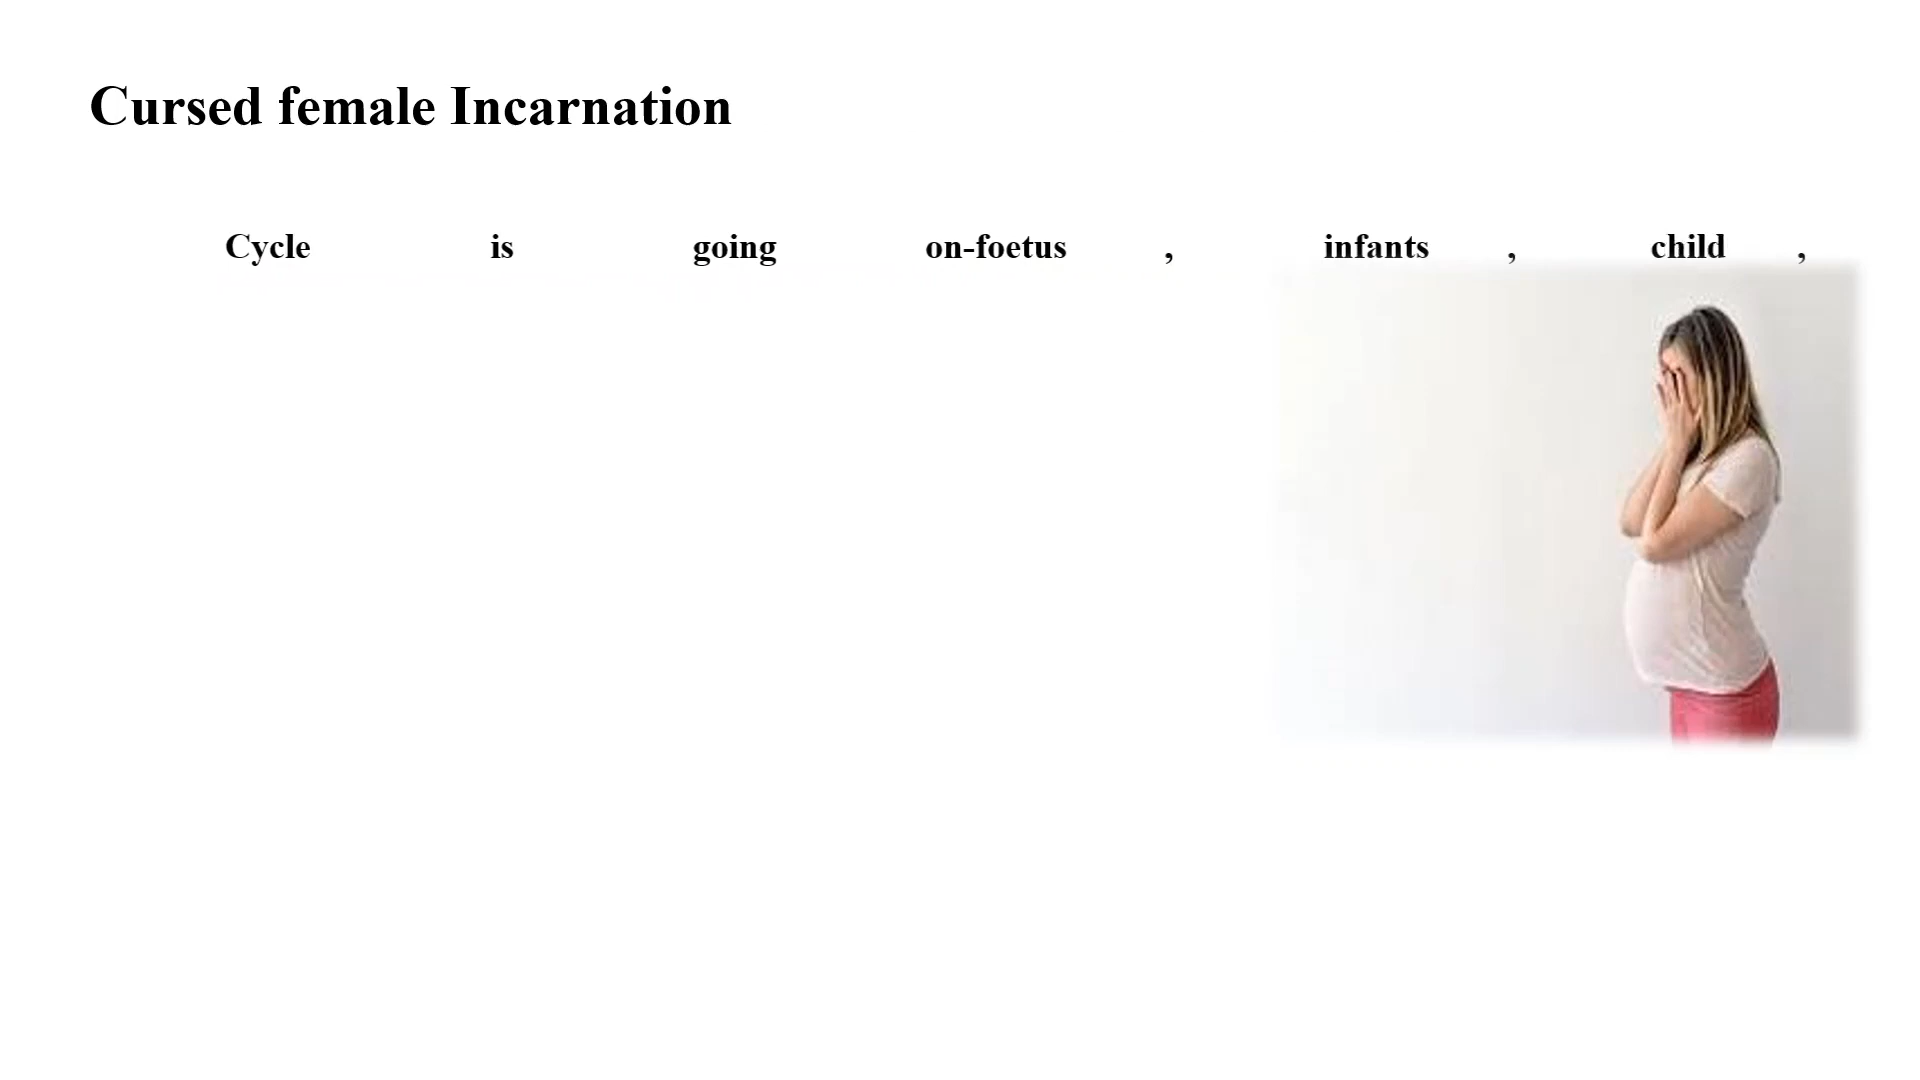 Cursed female Incarnation
Cycle is going on-foetus , infants , child ,